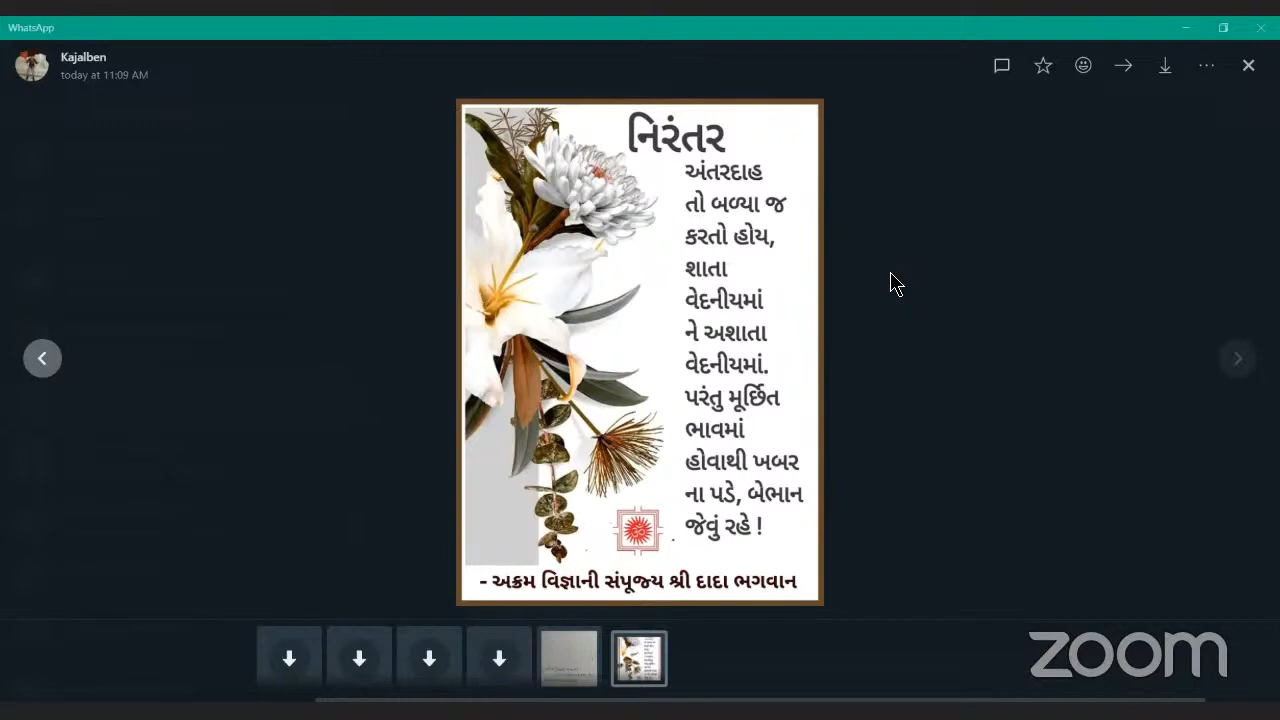 WhatsApp
Kajalben
today at 11:09 AM
નિરંતર
અંતરદાહ
તો બળ્યા જ
કરતો હોય,
શાતા
વેદનીયમાં
ને અશાતા
વેદનીયમાં.
પરંતુ મૂર્છિત
ભાવમાં
હોવાથી ખબર
ના પડે, બેભાન
જેવું રહે !
- અક્રમ વિજ્ઞાની સંપૂજ્ય શ્રી દાદા ભગવાન
zoom